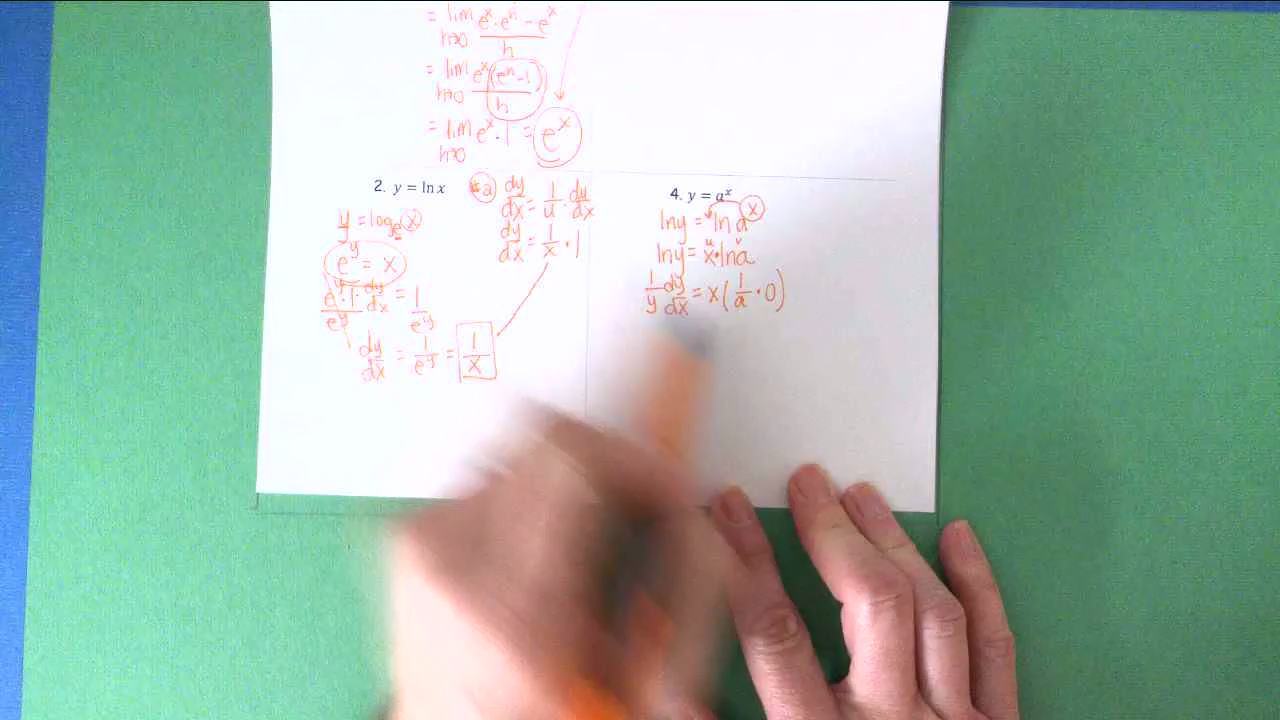 = lim h→0 (e^x · e^h - e^x)/h
= lim h→0 e^x (e^h - 1)/h
= lim h→0 e^x · 1 = e^x
2. y = ln x
y = log_e x
e^y = x
(e^y · 1 · dy/dx)/e^y = 1/e^y
dy/dx = 1/e^y = 1/x
a dy/dx = 1/u · du/dx
dy/dx = 1/x · 1
4. y = a^x
ln y = ln a^x
ln y = x · ln a
u v
1/y dy/dx = x(1/a · 0)